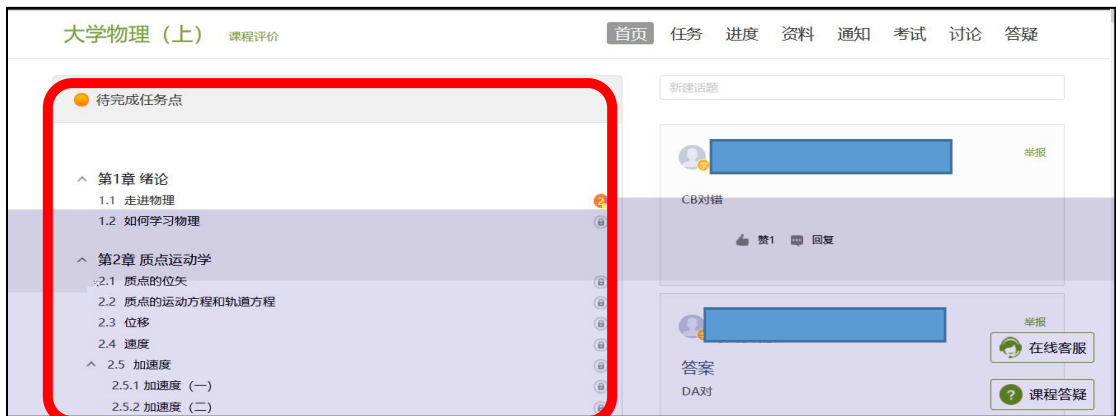 大学物理（上） 课程评价
首页 任务 进度 资料 通知 考试 讨论 答疑
待完成任务点
第1章 绪论
1.1 走进物理 2
1.2 如何学习物理
第2章 质点运动学
2.1 质点的位矢
2.2 质点的运动方程和轨道方程
2.3 位移
2.4 速度
2.5 加速度
2.5.1 加速度（一）
2.5.2 加速度（二）
新建话题
举报
CB对错
赞1 回复
举报
答案
DA对
在线客服
? 课程答疑